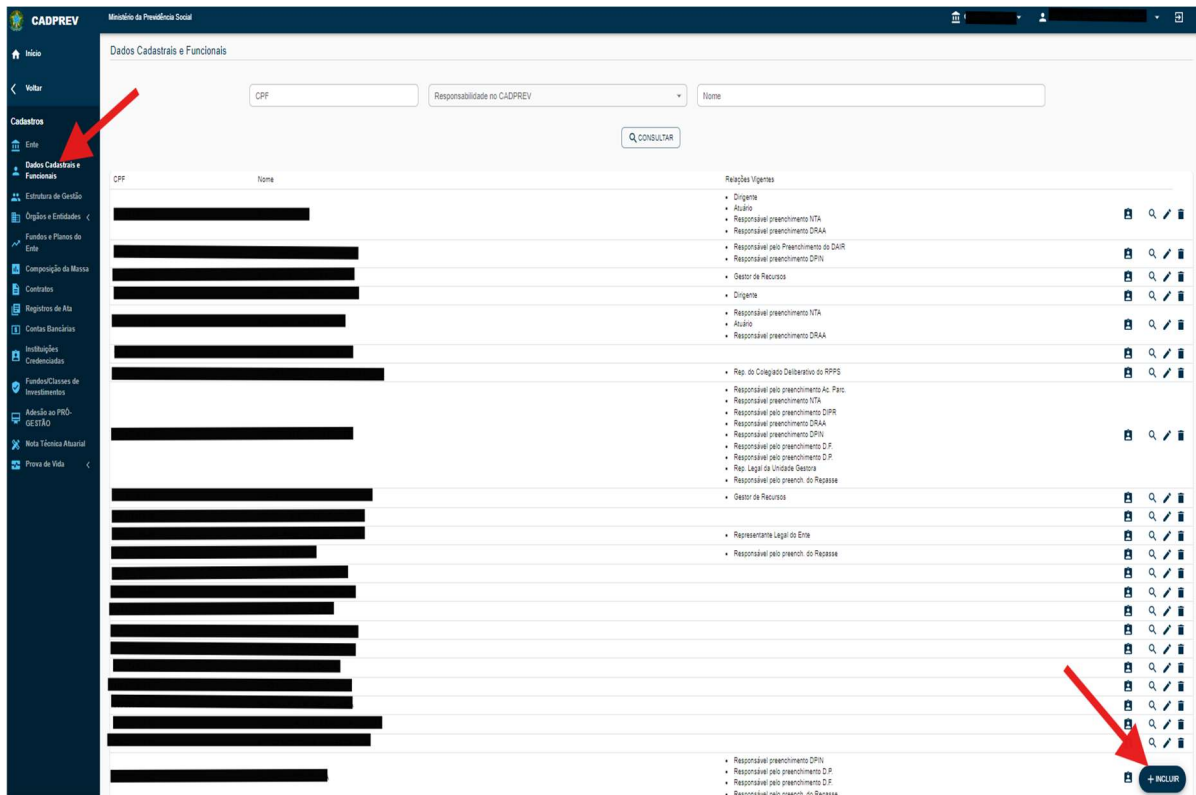 CADPREV
Ministério da Previdência Social
Início
Voltar
Cadastros
Ente
Dados Cadastrais e
Funcionais
Estrutura de Gestão
Órgãos e Entidades
Fundos e Planos do
Ente
Composição da Massa
Contratos
Registros de Ata
Contas Bancárias
Instituições
Credenciadas
Fundos/Classes de
Investimentos
Adesão ao PRÓ-
GESTÃO
Nota Técnica Atuarial
Prova de Vida
Dados Cadastrais e Funcionais
CPF
Responsabilidade no CADPREV
Nome
CONSULTAR
CPF Nome Relações Vigentes
Dirigente
Atuário
Responsável preenchimento NTA
Responsável preenchimento DRAA
Responsável pelo Preenchimento do DAIR
Responsável preenchimento DPIN
Gestor de Recursos
Dirigente
Responsável preenchimento NTA
Atuário
Responsável preenchimento DRAA
Rep. do Colegiado Deliberativo do RPPS
Responsável pelo preenchimento Ac. Parc.
Responsável preenchimento NTA
Responsável pelo preenchimento DIPR
Responsável preenchimento DRAA
Responsável preenchimento DPIN
Responsável pelo preenchimento D.F.
Responsável pelo preenchimento D.P.
Rep. Legal da Unidade Gestora
Responsável pelo preench. do Repasse
Gestor de Recursos
Representante Legal do Ente
Responsável pelo preench. do Repasse
Responsável preenchimento DPIN
Responsável pelo preenchimento D.P.
Responsável pelo preenchimento D.F.
Responsável pelo preench. do Repasse
+ INCLUIR